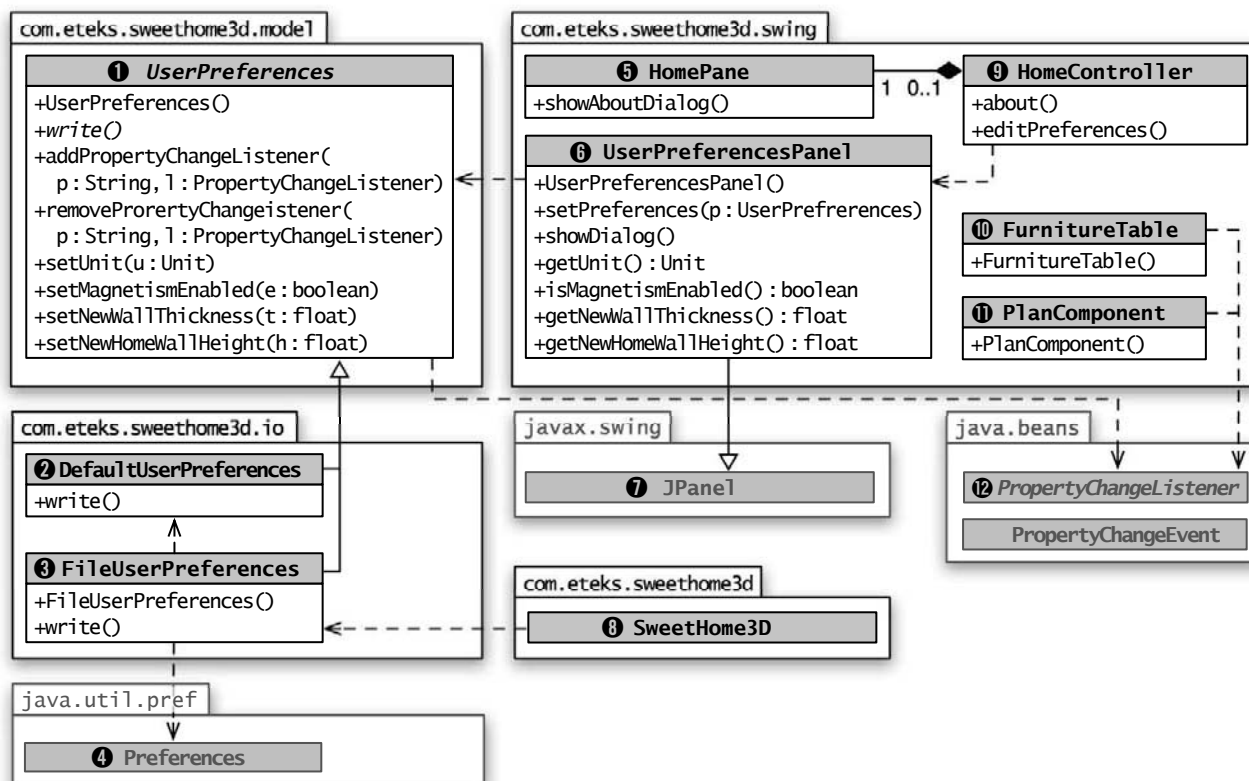 com.eteks.sweethome3d.model
❶ UserPreferences
+UserPreferences()
+write()
+addPropertyChangeListener(
p:String,l:PropertyChangeListener)
+removeProrertyChangeistener(
p:String,l:PropertyChangeListener)
+setUnit(u:Unit)
+setMagnetismEnabled(e:boolean)
+setNewWallThickness(t:float)
+setNewHomeWallHeight(h:float)
com.eteks.sweethome3d.swing
❺ HomePane
+showAboutDialog()
1 0..1
❾ HomeController
+about()
+editPreferences()
❻ UserPreferencesPanel
+UserPreferencesPanel()
+setPreferences(p:UserPrefrerences)
+showDialog()
+getUnit():Unit
+isMagnetismEnabled():boolean
+getNewWallThickness():float
+getNewHomeWallHeight():float
❿ FurnitureTable
+FurnitureTable()
⓫ PlanComponent
+PlanComponent()
com.eteks.sweethome3d.io
❷ DefaultUserPreferences
+write()
❸ FileUserPreferences
+FileUserPreferences()
+write()
javax.swing
❼ JPanel
java.beans
⓬ PropertyChangeListener
PropertyChangeEvent
com.eteks.sweethome3d
❽ SweetHome3D
java.util.pref
❹ Preferences